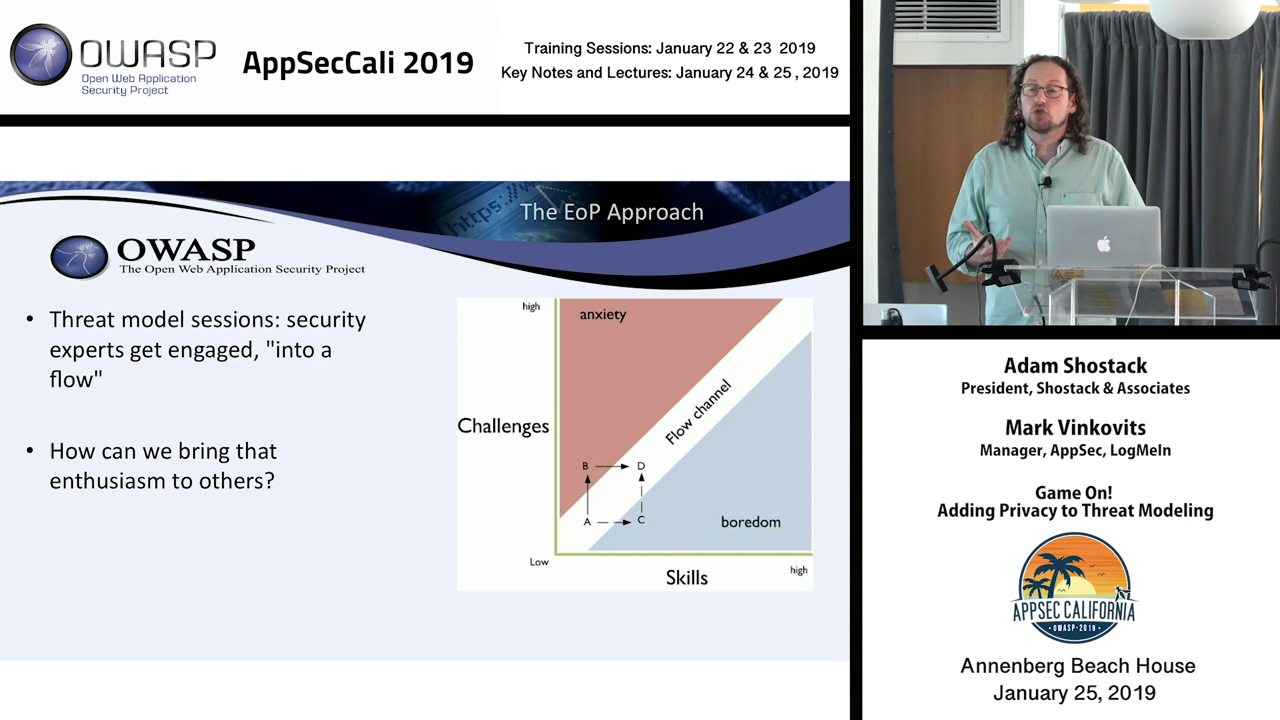 OWASP
Open Web Application
Security Project
AppSecCali 2019
Training Sessions: January 22 & 23 2019
Key Notes and Lectures: January 24 & 25 , 2019
https:
The EoP Approach
OWASP
The Open Web Application Security Project
• Threat model sessions: security
experts get engaged, "into a
flow"
• How can we bring that
enthusiasm to others?
high
anxiety
Challenges
Flow channel
B
D
A
C
boredom
Low
Skills
high
Adam Shostack
President, Shostack & Associates
Mark Vinkovits
Manager, AppSec, LogMeIn
Game On!
Adding Privacy to Threat Modeling
APPSEC CALIFORNIA
• OWASP-2019 •
Annenberg Beach House
January 25, 2019